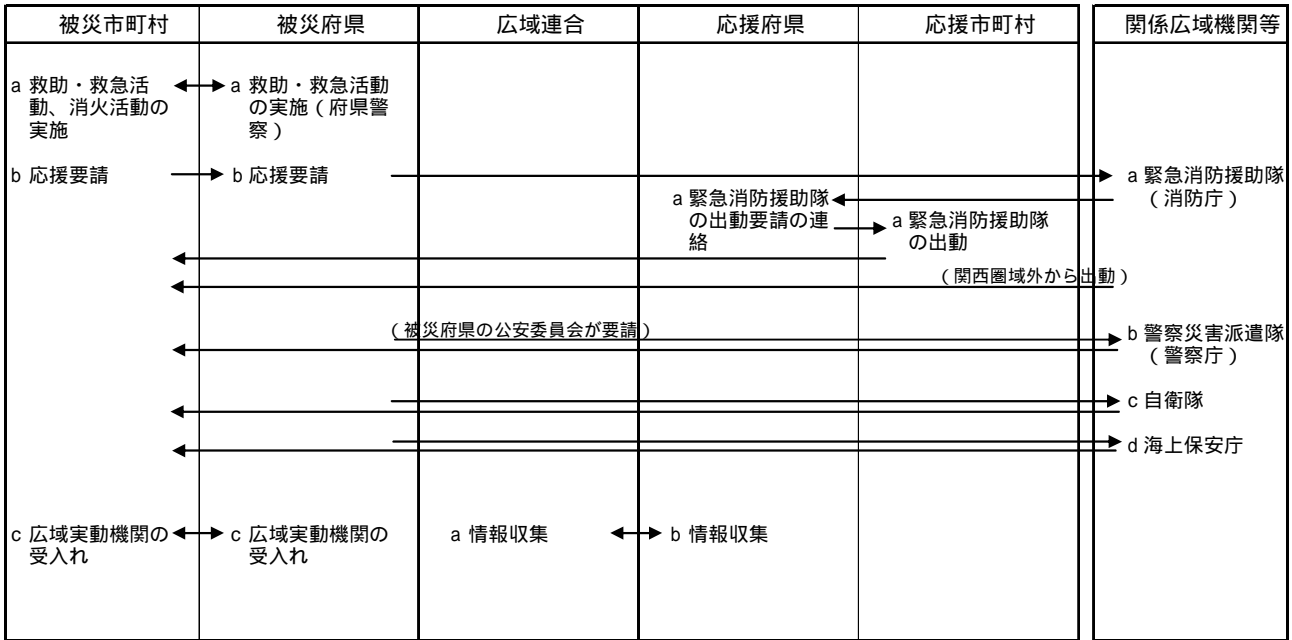 被災市町村
被災府県
広域連合
応援府県
応援市町村
関係広域機関等
a 救助・救急活
動、消火活動の
実施
a 救助・救急活動
の実施（府県警
察）
b 応援要請
b 応援要請
a 緊急消防援助隊
（消防庁）
a 緊急消防援助隊
の出動要請の連
絡
a 緊急消防援助隊
の出動
（関西圏域外から出動）
（被災府県の公安委員会が要請）
b 警察災害派遣隊
（警察庁）
c 自衛隊
d 海上保安庁
c 広域実動機関の
受入れ
c 広域実動機関の
受入れ
a 情報収集
b 情報収集